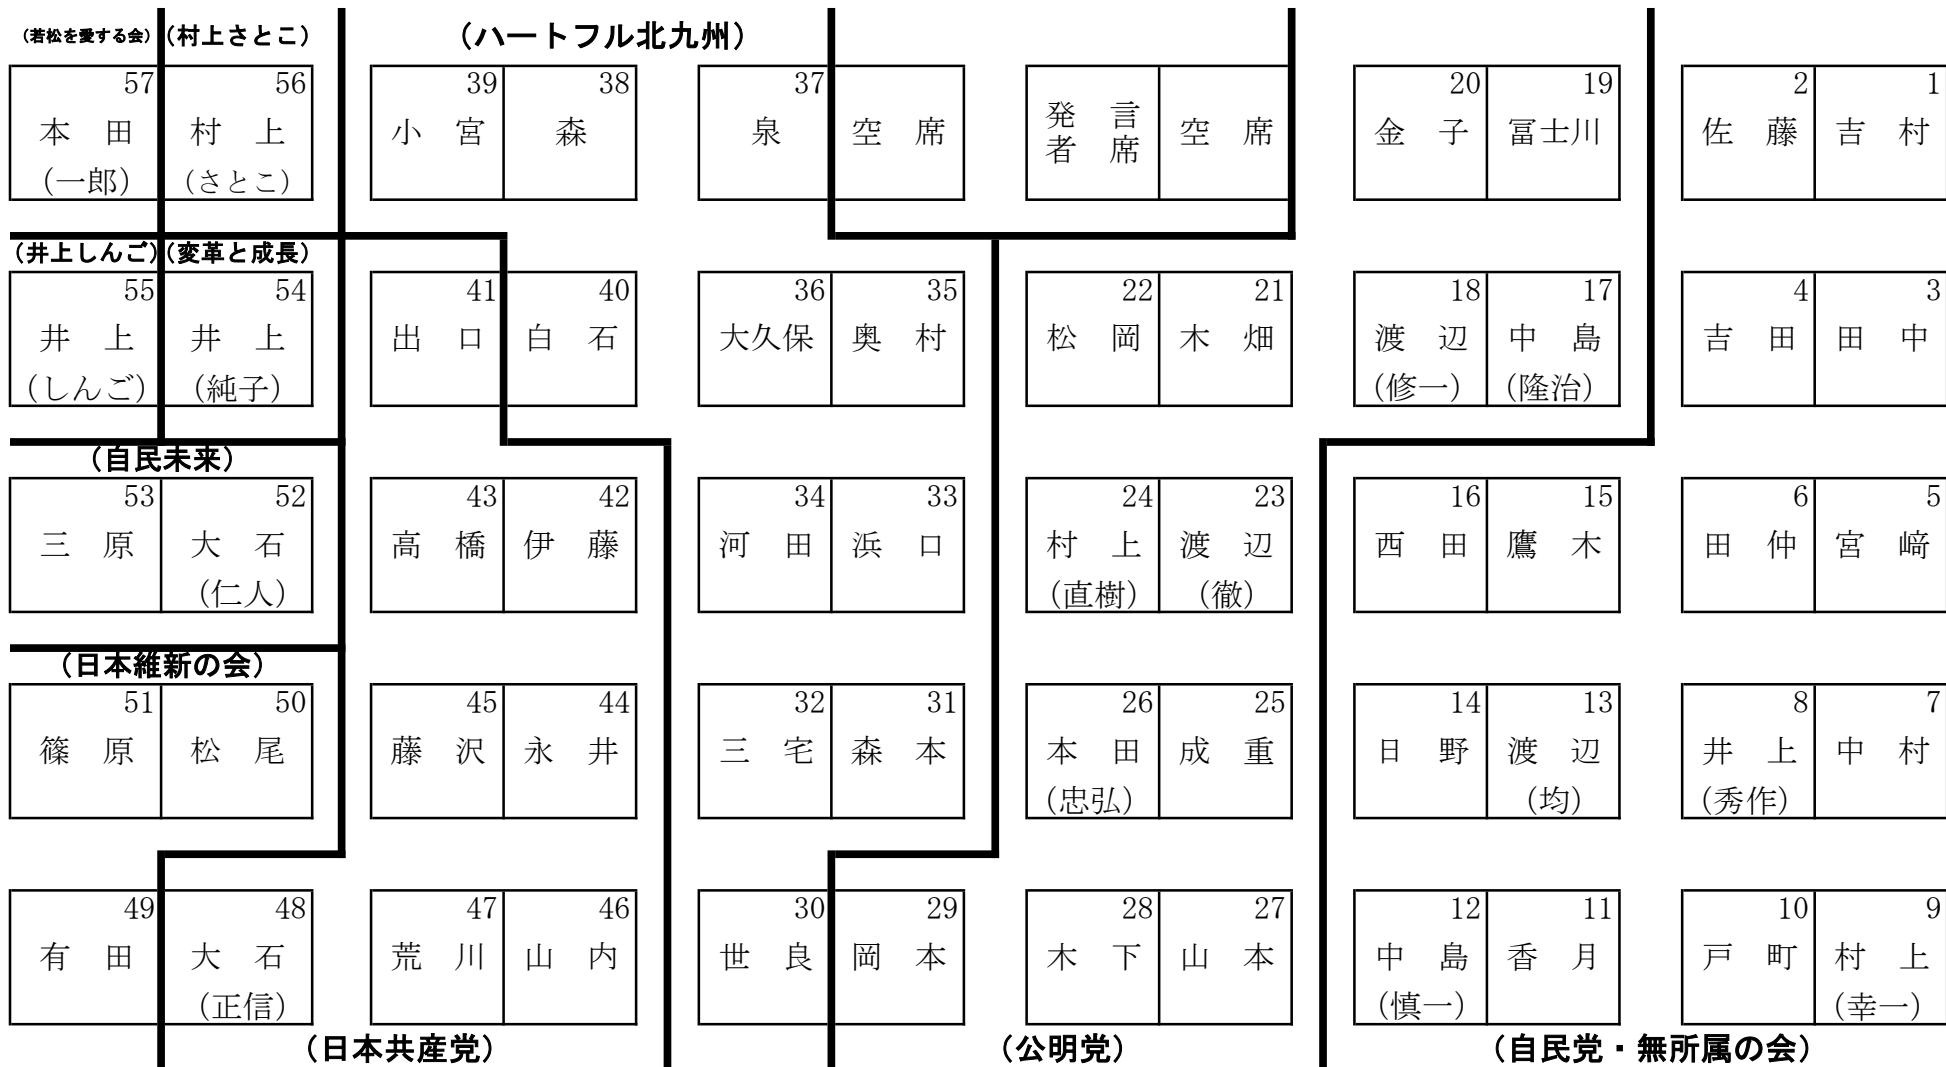 (若松を愛する会) (村上さとこ) (ハートフル北九州)
57 56 39 38 37 20 19 2 1
本田 村上 小宮 森 泉 空席 発言者席 空席 金子 冨士川 佐藤 吉村
(一郎) (さとこ)
(井上しんご) (変革と成長)
55 54 41 40 36 35 22 21 18 17 4 3
井上 井上 出口 白石 大久保 奥村 松岡 木畑 渡辺 中島 吉田 田中
(しんご) (純子) (修一) (隆治)
(自民未来)
53 52 43 42 34 33 24 23 16 15 6 5
三原 大石 高橋 伊藤 河田 浜口 村上 渡辺 西田 鷹木 田仲 宮﨑
(仁人) (直樹) (徹)
(日本維新の会)
51 50 45 44 32 31 26 25 14 13 8 7
篠原 松尾 藤沢 永井 三宅 森本 本田 成重 日野 渡辺 井上 中村
(忠弘) (均) (秀作)
49 48 47 46 30 29 28 27 12 11 10 9
有田 大石 荒川 山内 世良 岡本 木下 山本 中島 香月 戸町 村上
(正信) (慎一) (幸一)
(日本共産党) (公明党) (自民党・無所属の会)